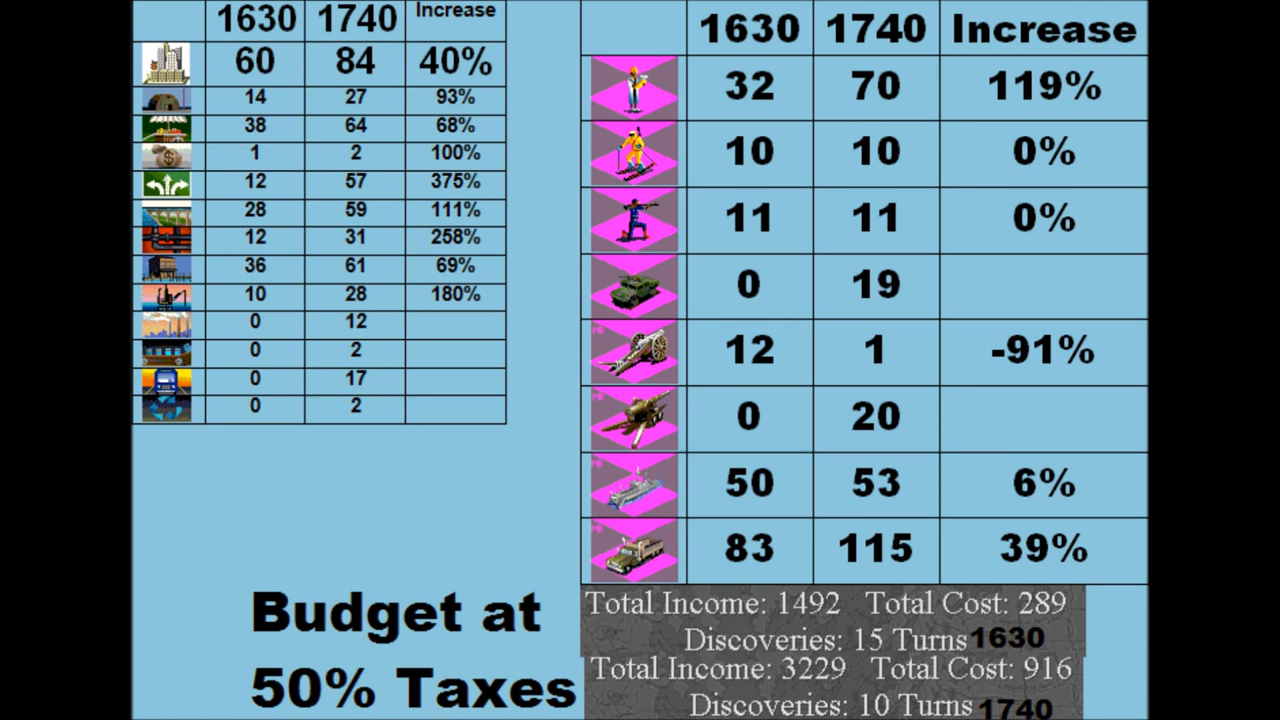 1630 1740 Increase
60 84 40%
14 27 93%
38 64 68%
1 2 100%
12 57 375%
28 59 111%
12 31 258%
36 61 69%
10 28 180%
0 12
0 2
0 17
0 2
1630 1740 Increase
32 70 119%
10 10 0%
11 11 0%
0 19
12 1 -91%
0 20
50 53 6%
83 115 39%
Budget at
50% Taxes
Total Income: 1492 Total Cost: 289
Discoveries: 15 Turns 1630
Total Income: 3229 Total Cost: 916
Discoveries: 10 Turns 1740